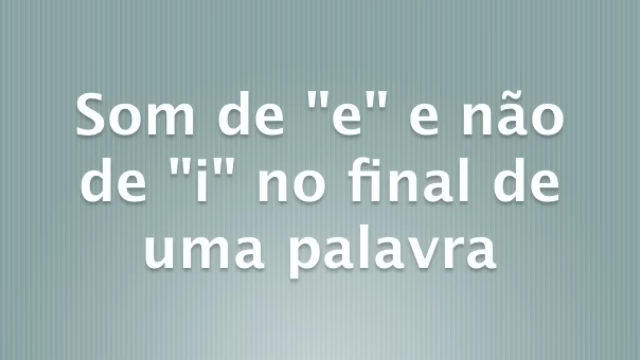 Som de "e" e não
de "i" no final de
uma palavra